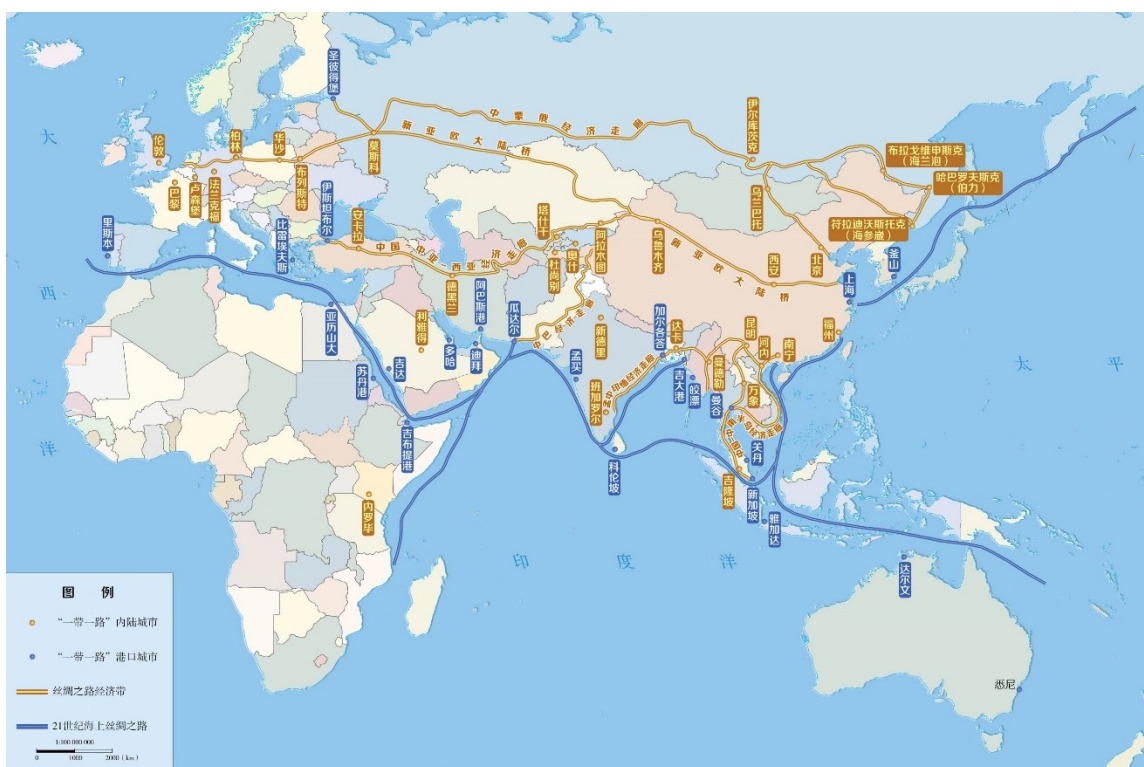 圣彼得堡
中蒙俄经济走廊
伊尔库茨克
大
伦敦
柏林
华沙
莫斯科
新亚欧大陆桥
布拉戈维申斯克
(海兰泡)
哈巴罗夫斯克
(伯力)
巴黎
卢森堡
法兰克福
布列斯特
乌兰巴托
符拉迪沃斯托克
(海参崴)
里斯本
比雷埃夫斯
伊斯坦布尔
安卡拉
中国-中亚-西亚经济走廊
塔什干
奥什
阿拉木图
乌鲁木齐
新亚欧大陆桥
西安
北京
釜山
杜尚别
上海
西
德黑兰
阿巴斯港
瓜达尔
中巴经济走廊
亚历山大
利雅得
多哈
迪拜
新德里
加尔各答
达卡
昆明
河内
南宁
福州
太
平
洋
苏丹港
吉达
孟买
班加罗尔
孟中印缅经济走廊
吉大港
皎漂
曼德勒
曼谷
万象
中国-中南半岛经济走廊
关丹
吉布提港
科伦坡
吉隆坡
新加坡
雅加达
内罗毕
印
度
洋
达尔文
悉尼
图 例
“一带一路”内陆城市
“一带一路”港口城市
丝绸之路经济带
21世纪海上丝绸之路
1:100 000 000
0 1000 2000 (km)